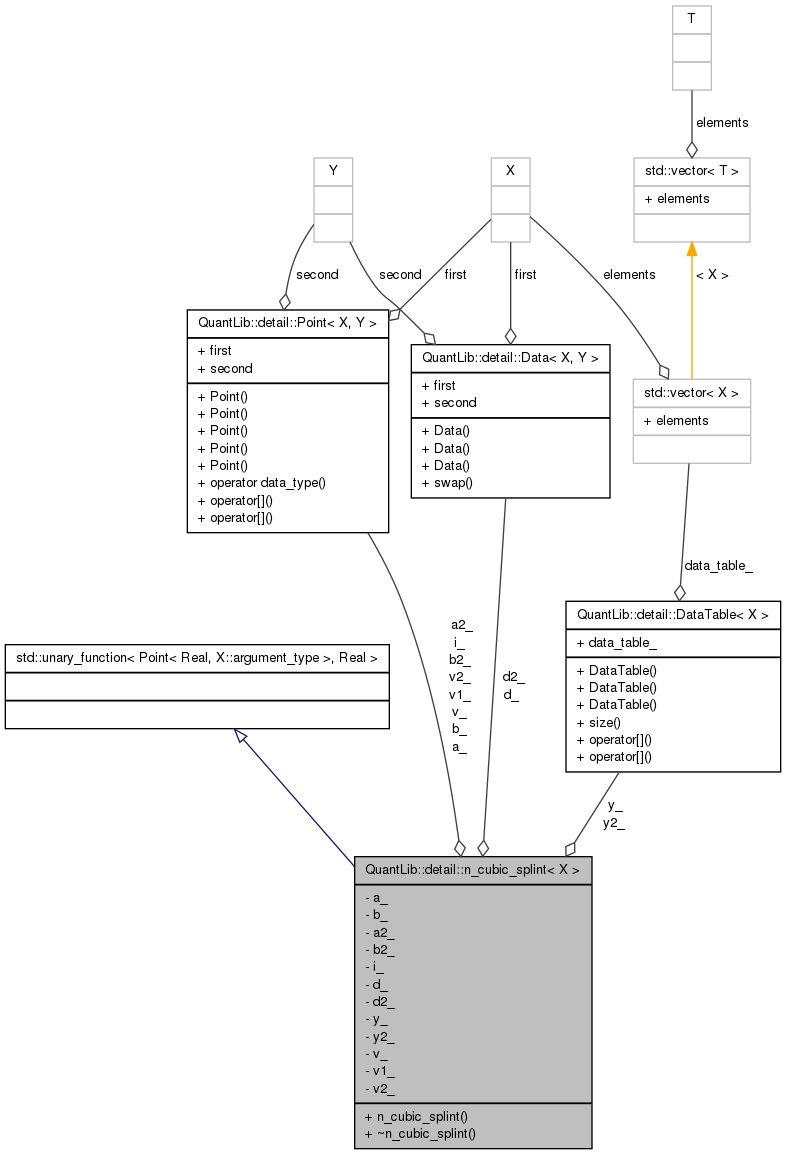 T
elements
std::vector< T >
+ elements
Y
X
second
second
first
first
elements
< X >
QuantLib::detail::Point< X, Y >
+ first
+ second
+ Point()
+ Point()
+ Point()
+ Point()
+ Point()
+ operator data_type()
+ operator[]()
+ operator[]()
QuantLib::detail::Data< X, Y >
+ first
+ second
+ Data()
+ Data()
+ Data()
+ swap()
std::vector< X >
+ elements
data_table_
QuantLib::detail::DataTable< X >
+ data_table_
+ DataTable()
+ DataTable()
+ DataTable()
+ size()
+ operator[]()
+ operator[]()
std::unary_function< Point< Real, X::argument_type >, Real >
a2_
i_
b2_
v2_
v1_
v_
b_
a_
d2_
d_
y_
y2_
QuantLib::detail::n_cubic_splint< X >
- a_
- b_
- a2_
- b2_
- i_
- d_
- d2_
- y_
- y2_
- v_
- v1_
- v2_
+ n_cubic_splint()
+ ~n_cubic_splint()